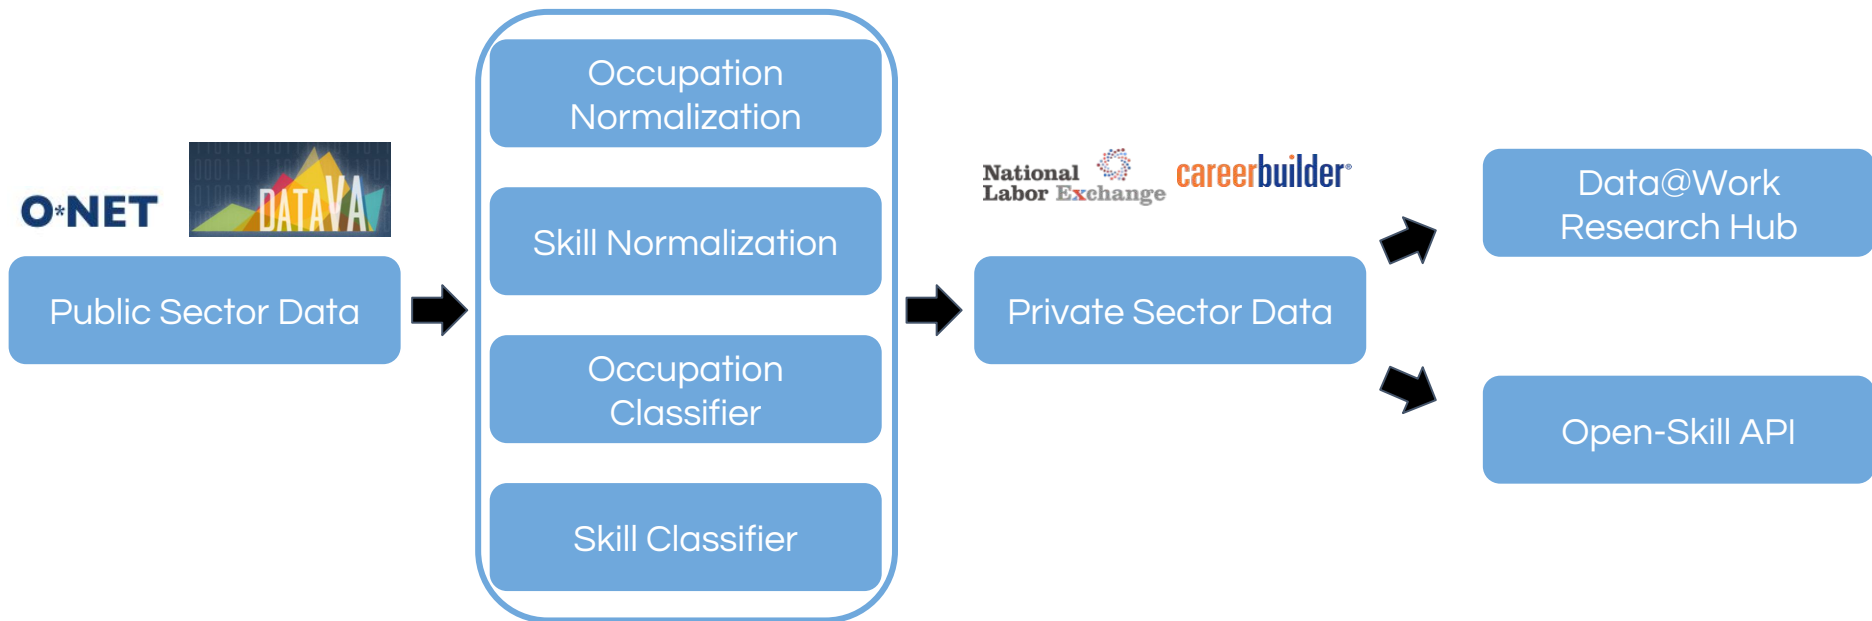 O*NET
DATAVA
Public Sector Data
Occupation
Normalization
Skill Normalization
Occupation
Classifier
Skill Classifier
National
Labor Exchange
careerbuilder®
Private Sector Data
Data@Work
Research Hub
Open-Skill API